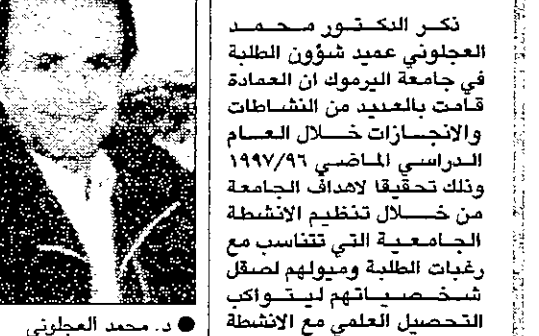 ذكر الدكتور محمد
العجلوني عميد شؤون الطلبة
في جامعة اليرموك ان العمادة
قامت بالعديد من النشاطات
والانجازات خلال العام
الدراسي الماضي ١٩٩٧/٩٦
وذلك تحقيقا لاهداف الجامعة
من خلال تنظيم الانشطة
الجامعية التي تتناسب مع
رغبات الطلبة وميولهم لصقل
شخصياتهم ليتواكب
التحصيل العلمي مع الانشطة
● د. محمد العجلوني